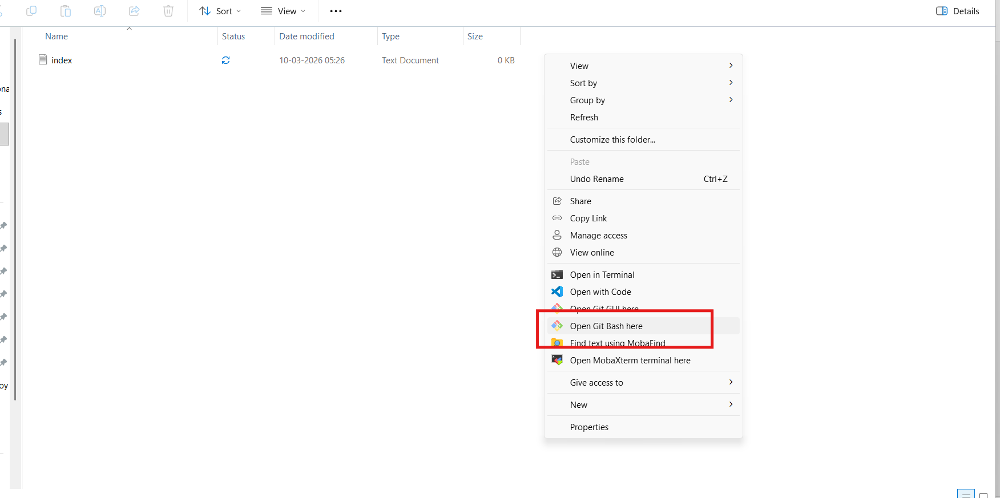 Sort
View
Details
Name
Status
Date modified
Type
Size
index
10-03-2026 05:26
Text Document
0 KB
View
Sort by
Group by
Refresh
Customize this folder...
Paste
Undo Rename Ctrl+Z
Share
Copy Link
Manage access
View online
Open in Terminal
Open with Code
Open Git GUI here
Open Git Bash here
Find text using MobaFind
Open MobaXterm terminal here
Give access to
New
Properties